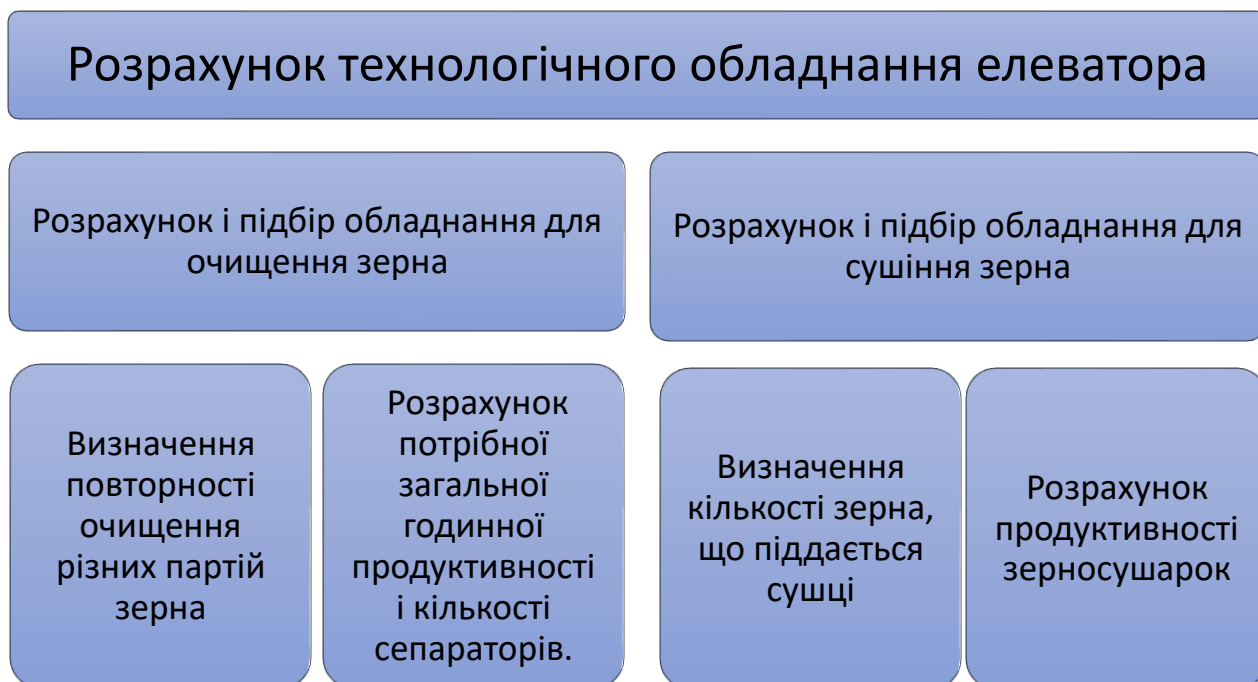 Розрахунок технологічного обладнання елеватора
Розрахунок і підбір обладнання для
очищення зерна
Розрахунок і підбір обладнання для
сушіння зерна
Визначення
повторності
очищення
різних партій
зерна
Розрахунок
потрібної
загальної
годинної
продуктивності
і кількості
сепараторів.
Визначення
кількості зерна,
що піддається
сушці
Розрахунок
продуктивності
зерносушарок